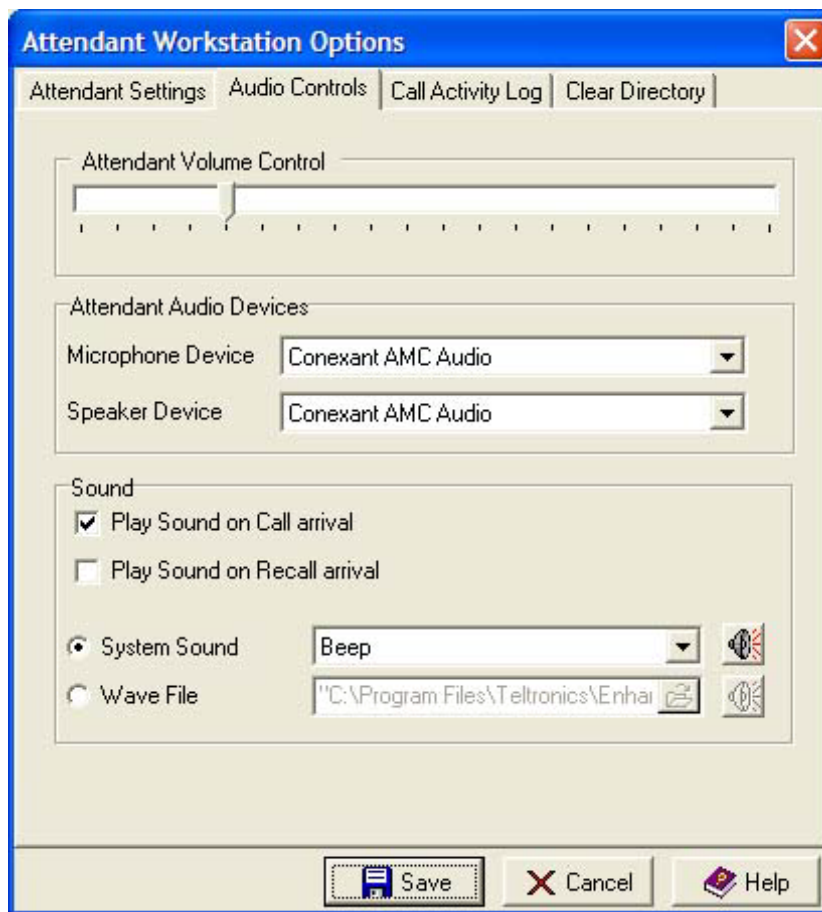 Attendant Workstation Options
Attendant Settings Audio Controls Call Activity Log Clear Directory
Attendant Volume Control
Attendant Audio Devices
Microphone Device Conexant AMC Audio
Speaker Device Conexant AMC Audio
Sound
Play Sound on Call arrival
Play Sound on Recall arrival
System Sound Beep
Wave File "C:\Program Files\Teltronics\Enhan
Save Cancel Help